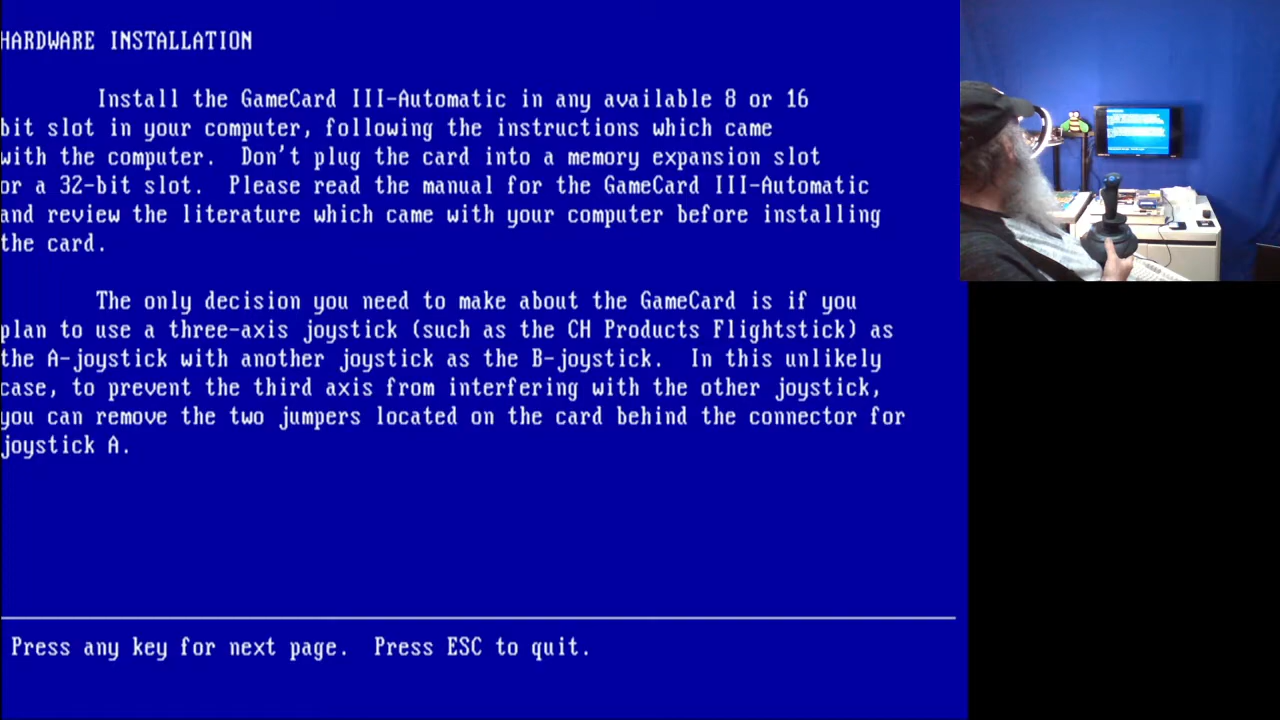 HARDWARE INSTALLATION
Install the GameCard III-Automatic in any available 8 or 16
bit slot in your computer, following the instructions which came
with the computer.  Don't plug the card into a memory expansion slot
or a 32-bit slot.  Please read the manual for the GameCard III-Automatic
and review the literature which came with your computer before installing
the card.
The only decision you need to make about the GameCard is if you
plan to use a three-axis joystick (such as the CH Products Flightstick) as
the A-joystick with another joystick as the B-joystick.  In this unlikely
case, to prevent the third axis from interfering with the other joystick,
you can remove the two jumpers located on the card behind the connector for
joystick A.
Press any key for next page.  Press ESC to quit.